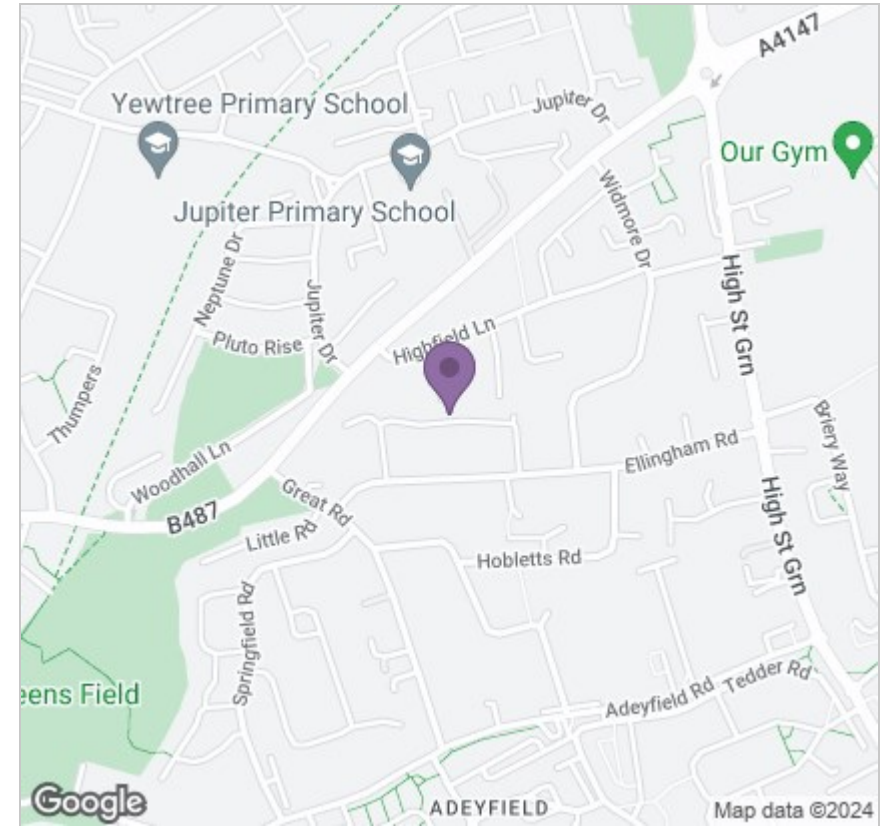 A4147
Yewtree Primary School
Jupiter Dr
Our Gym
Jupiter Primary School
Widmore Dr
Neptune Dr
High St Grn
Jupiter Dr
Pluto Rise
Highfield Ln
Thumpers
Briery Way
Ellingham Rd
Woodhall Ln
Great Rd
B487
High St Grn
Little Rd
Hobletts Rd
Springfield Rd
Tedder Rd
eens Field
Adeyfield Rd
ADEYFIELD
Google
Map data ©2024